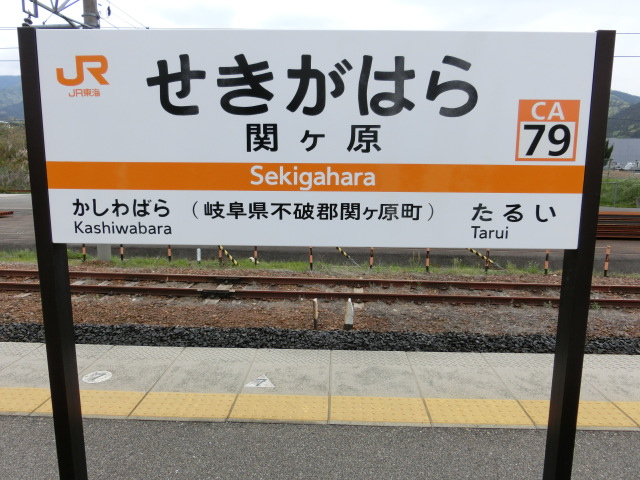 JR
JR東海
せきがはら
関ヶ原
CA
79
Sekigahara
かしわばら
Kashiwabara
（岐阜県不破郡関ヶ原町）
たるい
Tarui
7